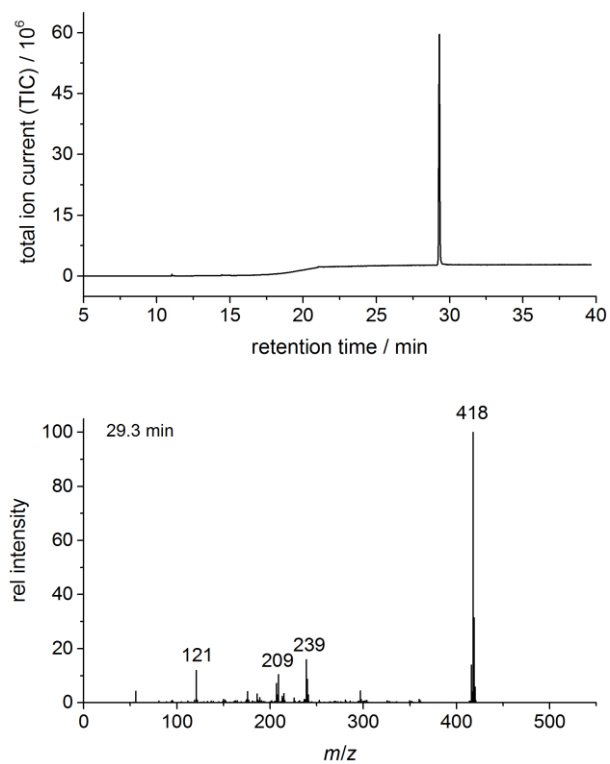 total ion current (TIC) / 10⁶
60
45
30
15
0
5 10 15 20 25 30 35 40
retention time / min
29.3 min
418
rel intensity
100
80
60
40
20
0
121 209 239
0 100 200 300 400 500
m/z